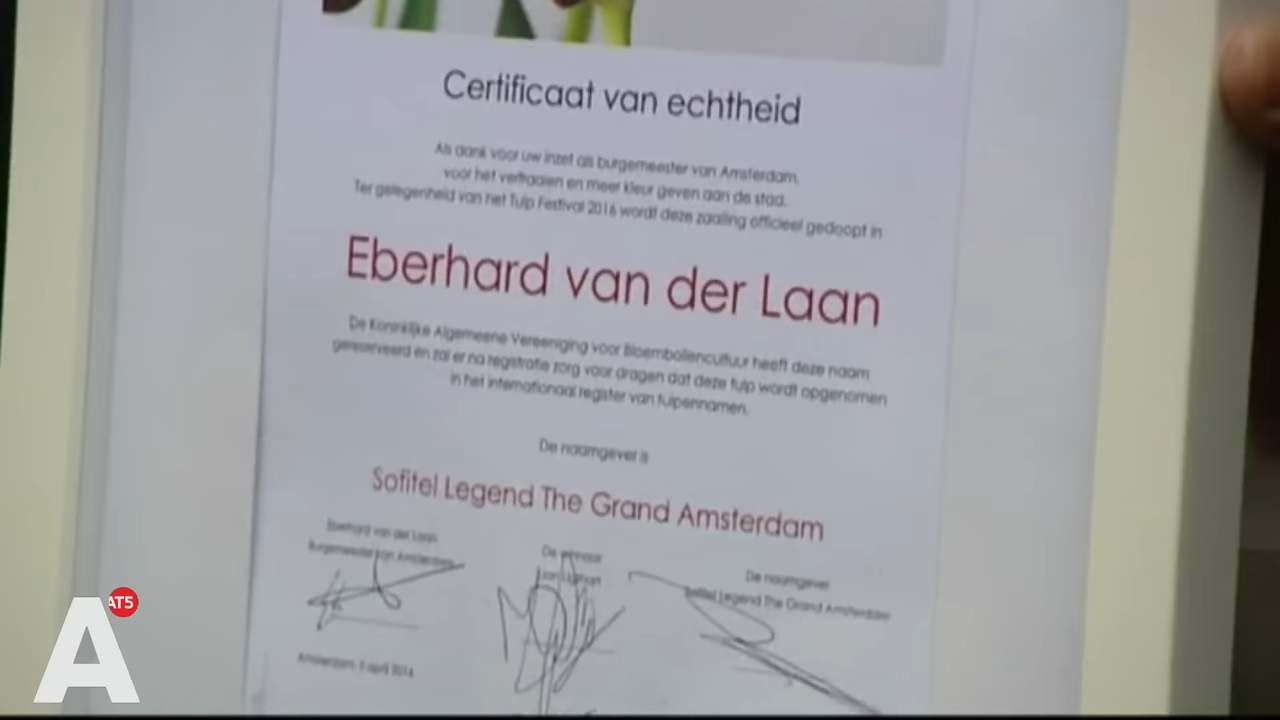 Certificaat van echtheid
Als dank voor uw inzet als burgemeester van Amsterdam,
voor het verfraaien en meer kleur geven aan de stad.
Ter gelegenheid van het Tulp Festival 2016 wordt deze zaailing officieel gedoopt in
Eberhard van der Laan
De Koninklijke Algemeene Vereeniging voor Bloembollencultuur heeft deze naam
gereserveerd en zal er na registratie zorg voor dragen dat deze tulp wordt opgenomen
in het internationaal register van tulpennamen.
De naamgever is
Sofitel Legend The Grand Amsterdam
Eberhard van der Laan
Burgemeester van Amsterdam
De
De naamgever
Sofitel Legend The Grand Amsterdam
Amsterdam, april 2016
A
AT5